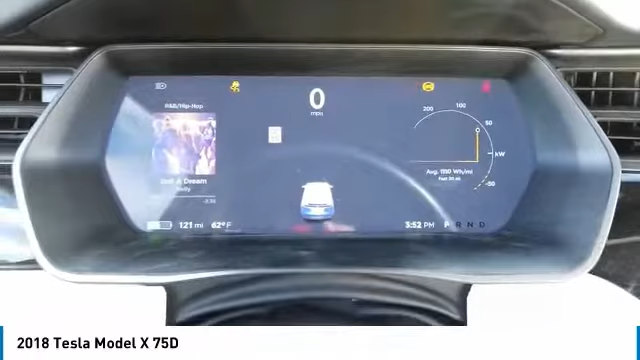 R&B/Hip-Hop
0
mph
200
100
50
kW
-50
Avg. 1110 Wh/mi
121 mi 62° F
3:52 PM P R N D
2018 Tesla Model X 75D